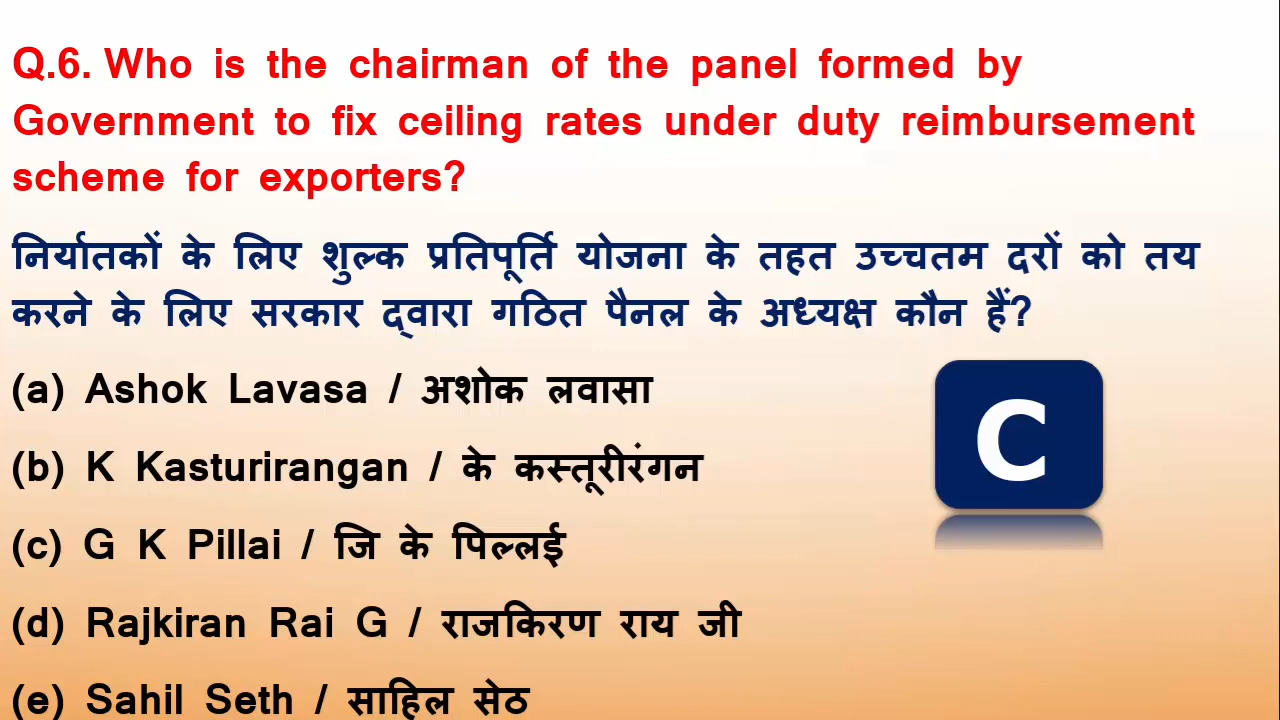 Q.6. Who is the chairman of the panel formed by
Government to fix ceiling rates under duty reimbursement
scheme for exporters?
निर्यातकों के लिए शुल्क प्रतिपूर्ति योजना के तहत उच्चतम दरों को तय
करने के लिए सरकार द्वारा गठित पैनल के अध्यक्ष कौन हैं?
(a) Ashok Lavasa / अशोक लवासा
(b) K Kasturirangan / के कस्तूरीरंगन
(c) G K Pillai / जि के पिल्लई
(d) Rajkiran Rai G / राजकिरण राय जी
(e) Sahil Seth / साहिल सेठ
C